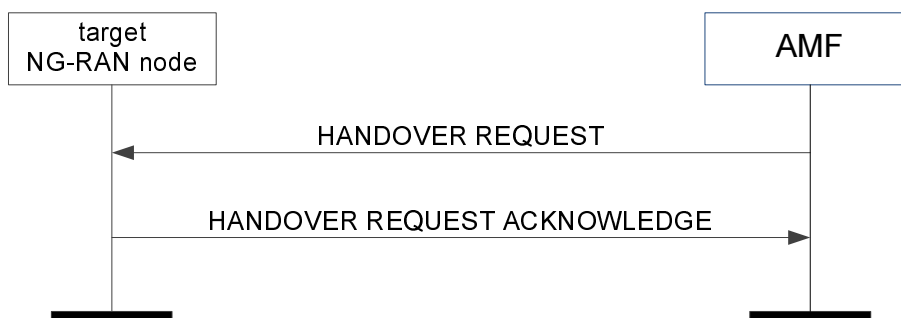 target
NG-RAN node
AMF
HANDOVER REQUEST
HANDOVER REQUEST ACKNOWLEDGE